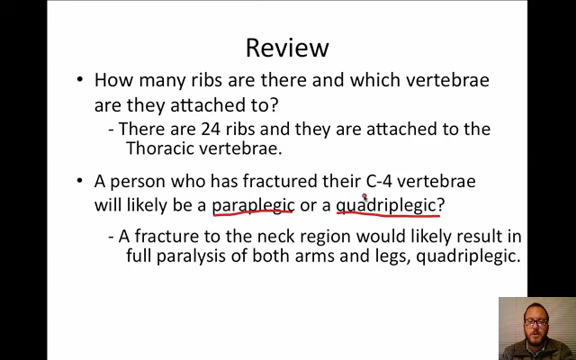 Review
• How many ribs are there and which vertebrae
are they attached to?
- There are 24 ribs and they are attached to the
Thoracic vertebrae.
• A person who has fractured their C-4 vertebrae
will likely be a paraplegic or a quadriplegic?
- A fracture to the neck region would likely result in
full paralysis of both arms and legs, quadriplegic.